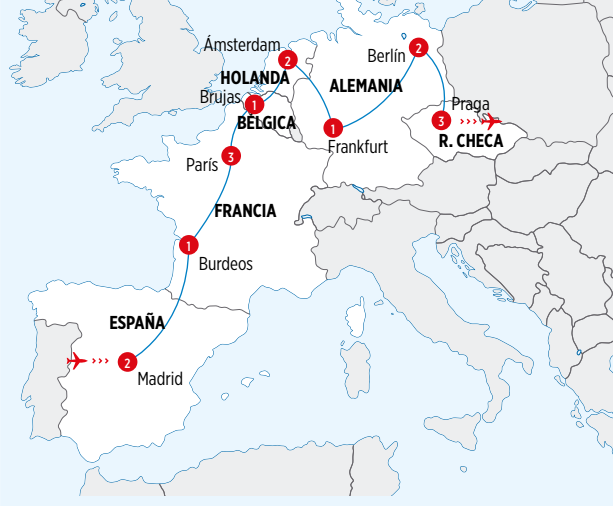 Ámsterdam
2
HOLANDA
Berlín
2
ALEMANIA
Brujas
1
BÉLGICA
Praga
3
R. CHECA
1
Frankfurt
París
3
FRANCIA
1
Burdeos
ESPAÑA
2
Madrid